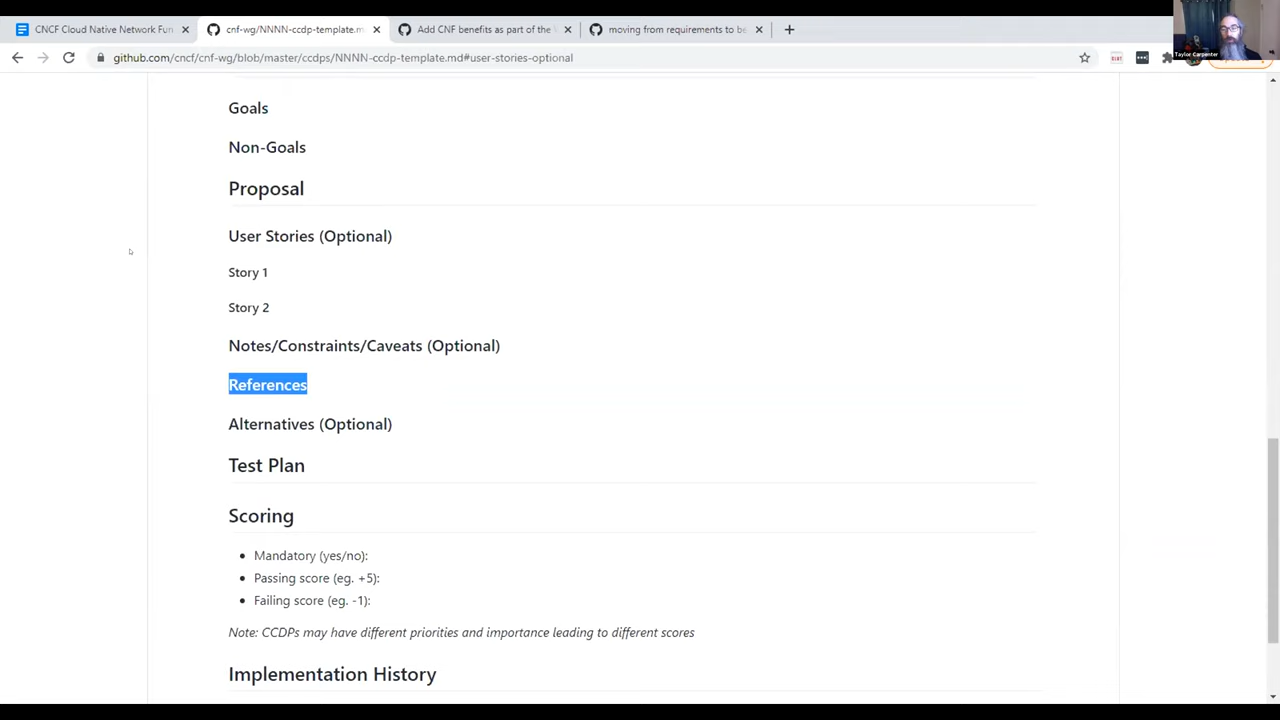 CNCF Cloud Native Network Fun
cnf-wg/NNNN-ccdp-template.m
Add CNF benefits as part of the
moving from requirements to be
github.com/cncf/cnf-wg/blob/master/ccdps/NNNN-ccdp-template.md#user-stories-optional
Taylor Carpenter
Goals
Non-Goals
Proposal
User Stories (Optional)
Story 1
Story 2
Notes/Constraints/Caveats (Optional)
References
Alternatives (Optional)
Test Plan
Scoring
Mandatory (yes/no):
Passing score (eg. +5):
Failing score (eg. -1):
Note: CCDPs may have different priorities and importance leading to different scores
Implementation History